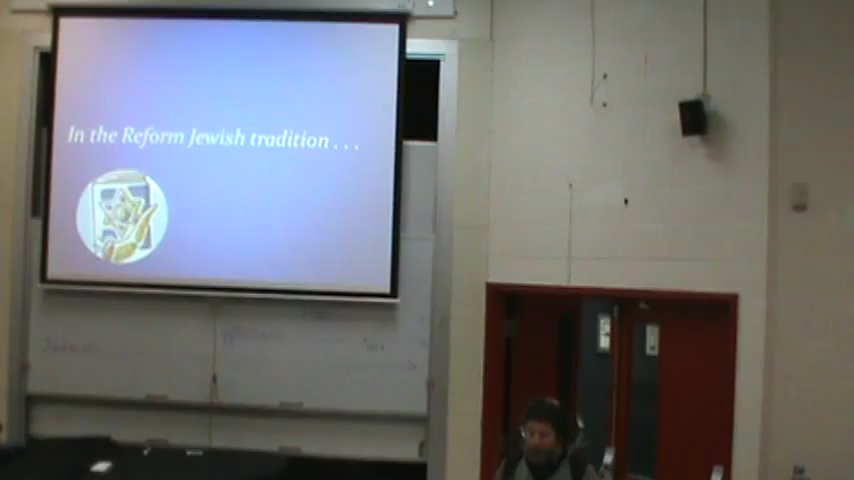 In the Reform Jewish tradition . . .